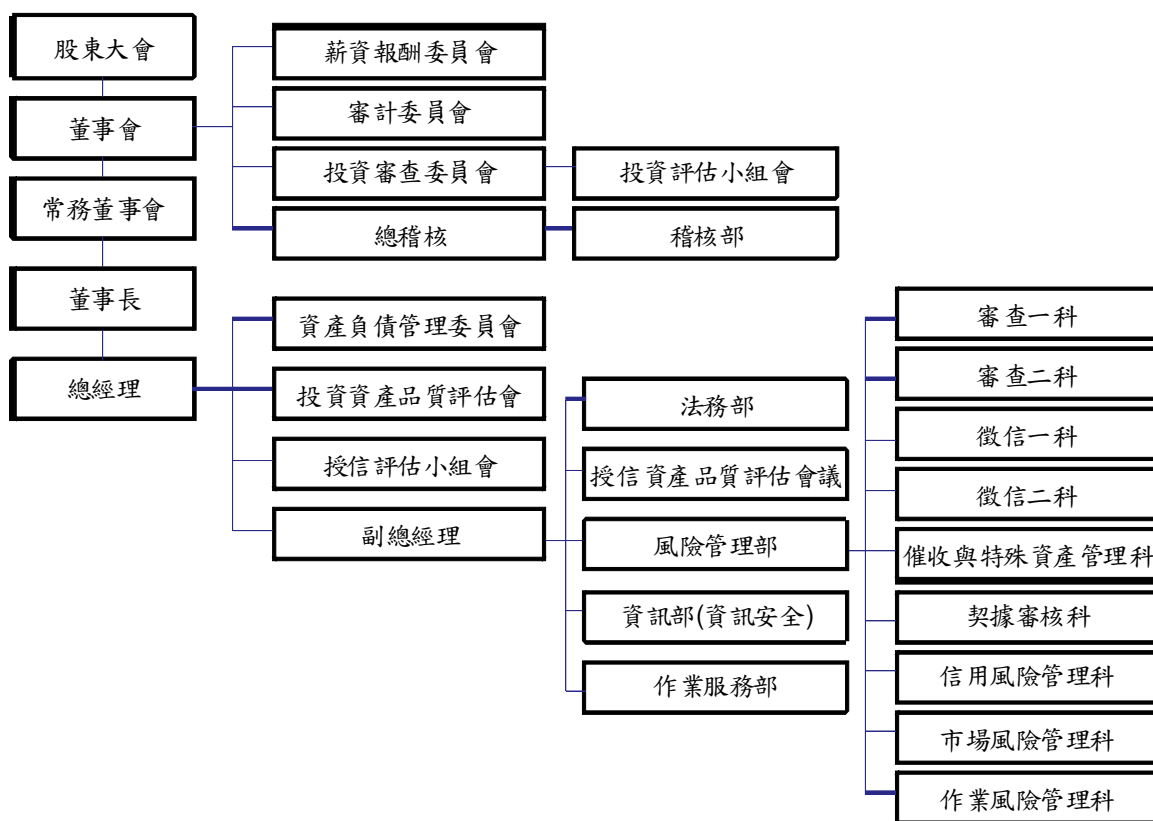 股東大會
董事會
常務董事會
董事長
總經理
薪資報酬委員會
審計委員會
投資審查委員會
投資評估小組會
總稽核
稽核部
資產負債管理委員會
投資資產品質評估會
授信評估小組會
副總經理
法務部
授信資產品質評估會議
風險管理部
資訊部(資訊安全)
作業服務部
審查一科
審查二科
徵信一科
徵信二科
催收與特殊資產管理科
契據審核科
信用風險管理科
市場風險管理科
作業風險管理科